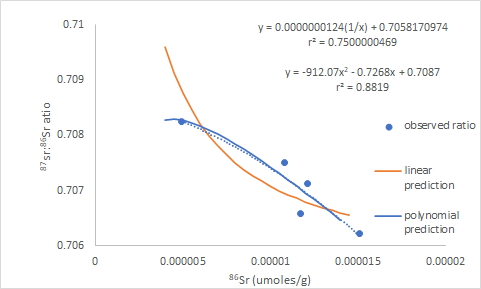 0.71
0.709
0.708
0.707
0.706
⁸⁷sr:⁸⁶Sr ratio
y = 0.0000000124(1/x) + 0.7058170974
r² = 0.7500000469
y = -912.07x² - 0.7268x + 0.7087
r² = 0.8819
observed ratio
linear
prediction
polynomial
prediction
0
0.000005
0.00001
0.000015
0.00002
⁸⁶Sr (umoles/g)